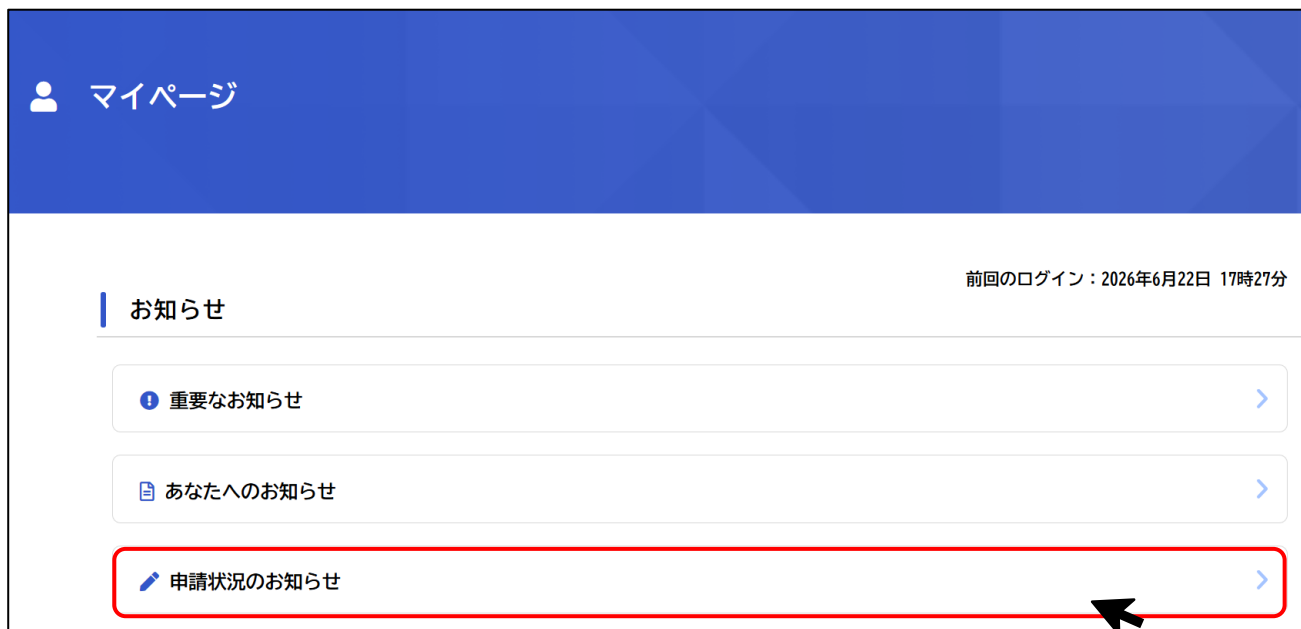 マイページ
前回のログイン：2026年6月22日 17時27分
お知らせ
重要なお知らせ
あなたへのお知らせ
申請状況のお知らせ